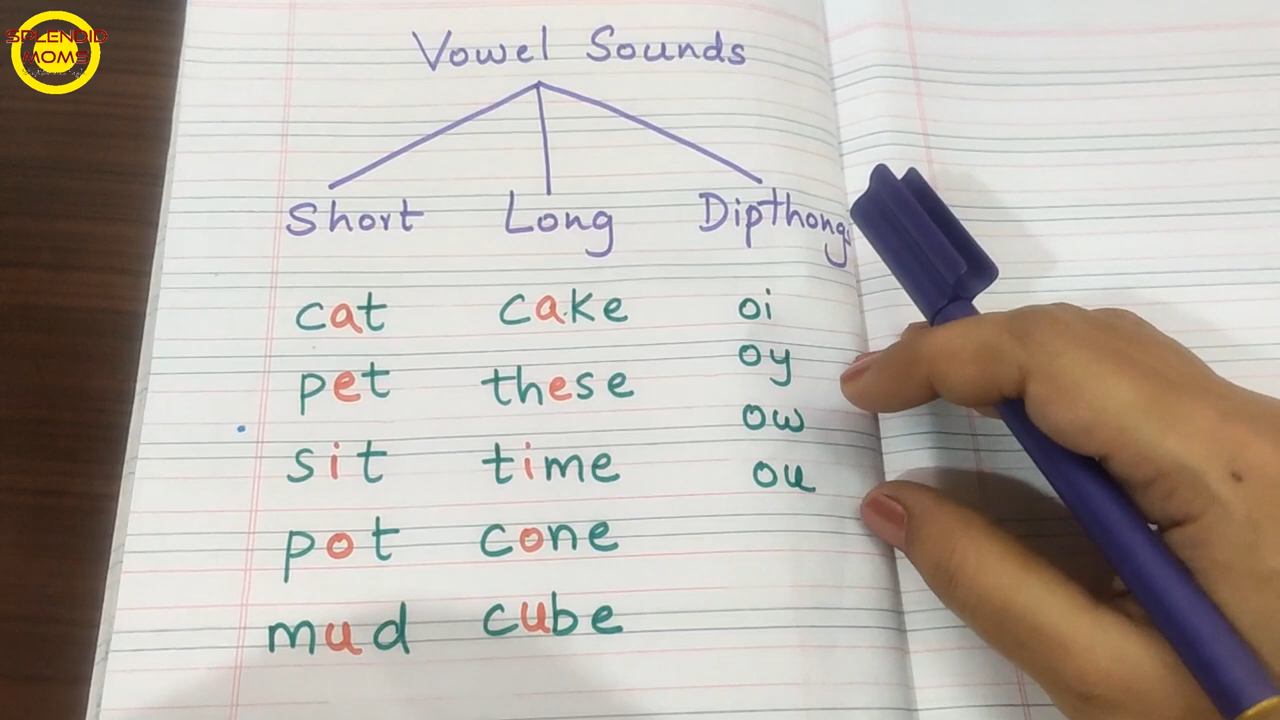 SPLENDID
MOMS
Vowel Sounds
Short Long Dipthongs
cat cake oi
oy
pet these
ow
sit time ou
pot cone
mud cube